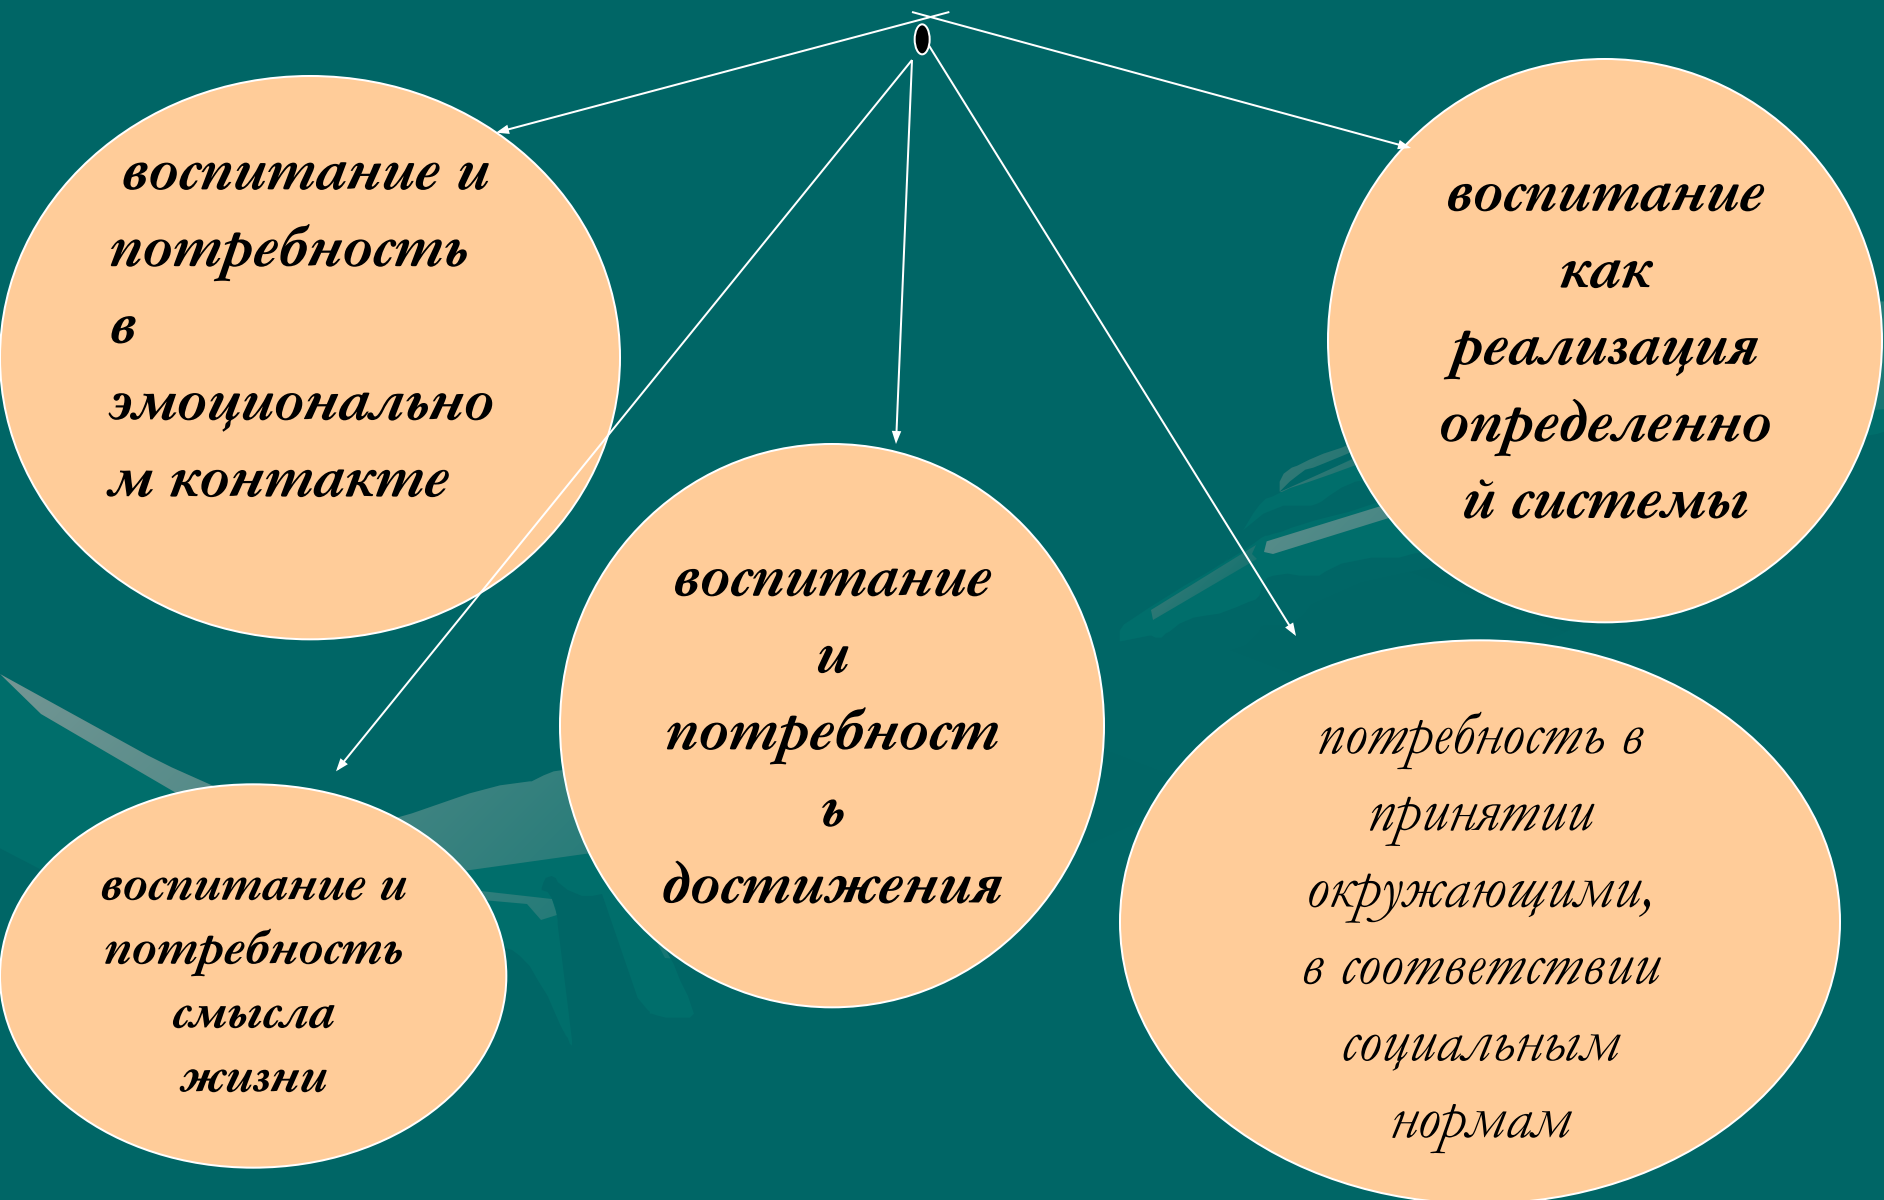 воспитание и
потребность
в
эмоционально
м контакте
воспитание
как
реализация
определенно
й системы
воспитание
и
потребност
ь
достижения
воспитание и
потребность
смысла
жизни
потребность в
принятии
окружающими,
в соответствии
социальным
нормам